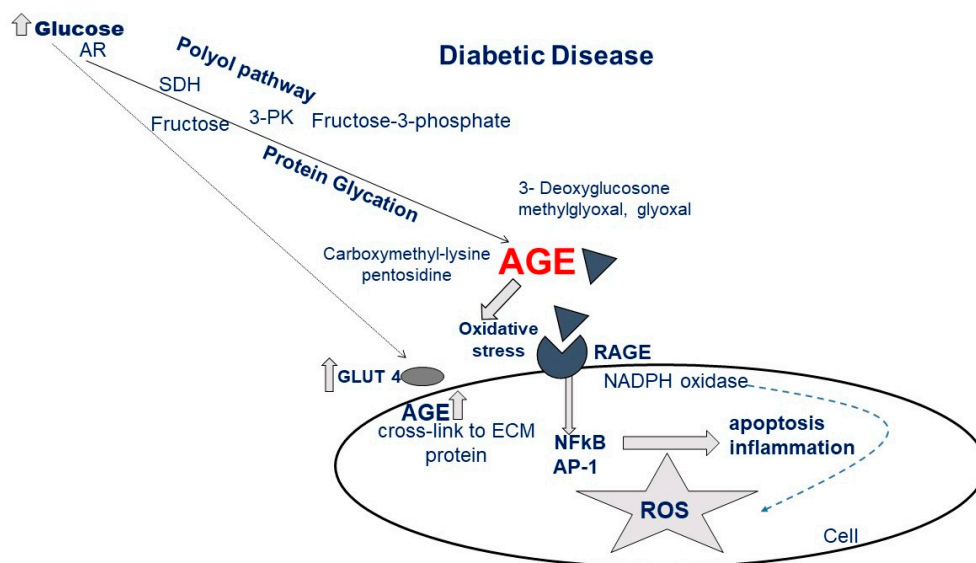 Glucose
AR
Polyol pathway
Diabetic Disease
SDH
Fructose
3-PK
Fructose-3-phosphate
Protein Glycation
3- Deoxyglucosone
methylglyoxal, glyoxal
Carboxymethyl-lysine
pentosidine
AGE
Oxidative
stress
RAGE
GLUT 4
NADPH oxidase
AGE
cross-link to ECM
protein
NFkB
AP-1
apoptosis
inflammation
ROS
Cell